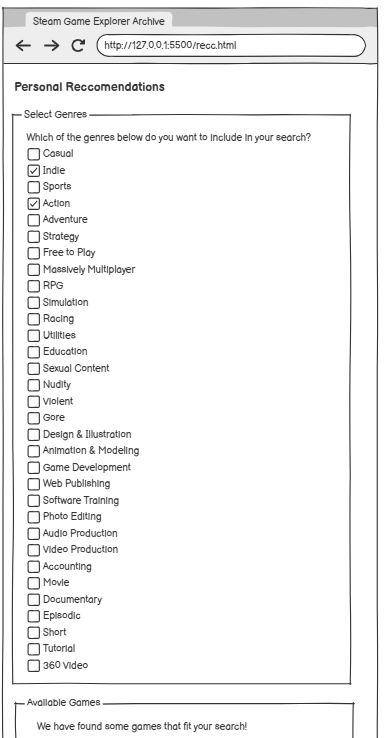 Steam Game Explorer Archive
http://127.0.0.1:5500/recc.html
Personal Reccomendations
Select Genres
Which of the genres below do you want to include in your search?
Casual
Indie
Sports
Action
Adventure
Strategy
Free to Play
Massively Multiplayer
RPG
Simulation
Racing
Utilities
Education
Sexual Content
Nudity
Violent
Gore
Design & Illustration
Animation & Modeling
Game Development
Web Publishing
Software Training
Photo Editing
Audio Production
Video Production
Accounting
Movie
Documentary
Episodic
Short
Tutorial
360 Video
Available Games
We have found some games that fit your search!